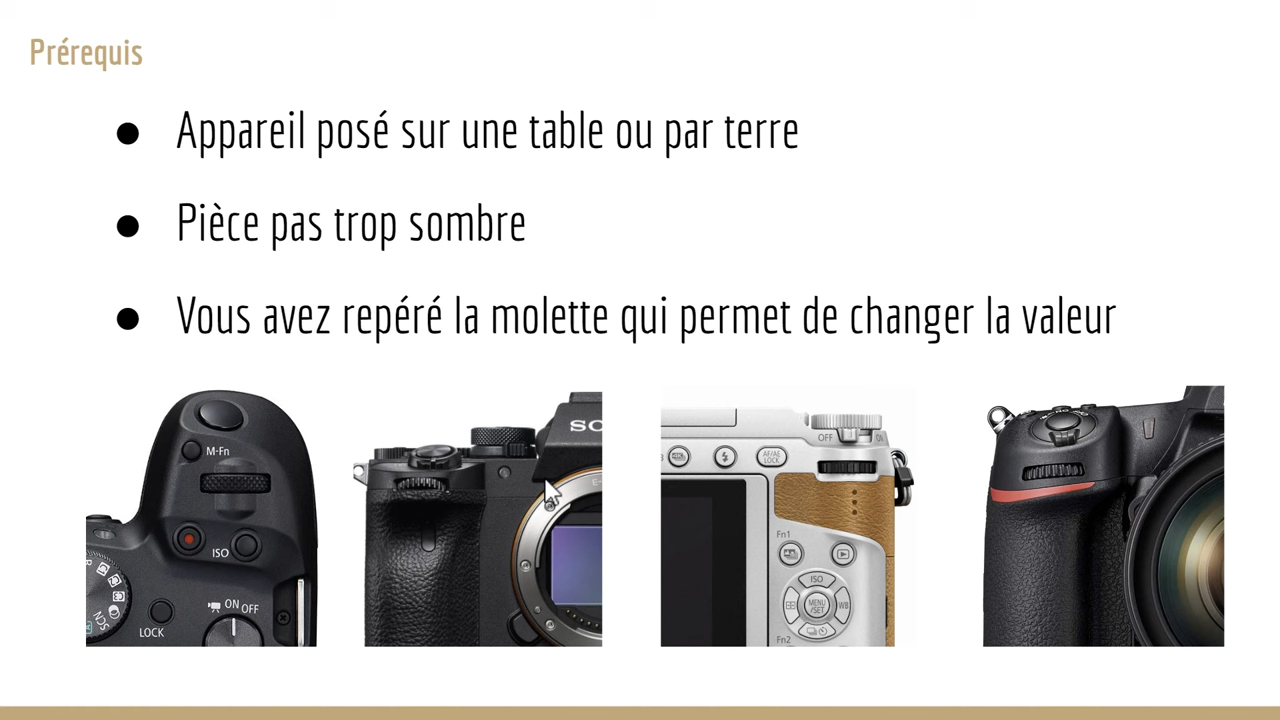 Prérequis
● Appareil posé sur une table ou par terre
● Pièce pas trop sombre
● Vous avez repéré la molette qui permet de changer la valeur
M-Fn
ISO
ON OFF
LOCK
SCN
SO
E-
OFF
AF/AE
LOCK
Fn1
ISO
MENU
/SET
WB
Fn2